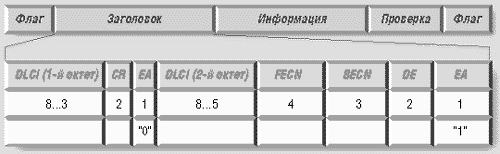 Флаг Заголовок Информация Проверка Флаг
DLCI (1-й октет) CR EA DLCI (2-й октет) FECN BECN DE EA
8...3 2 1 8...5 4 3 2 1
"0" "1"